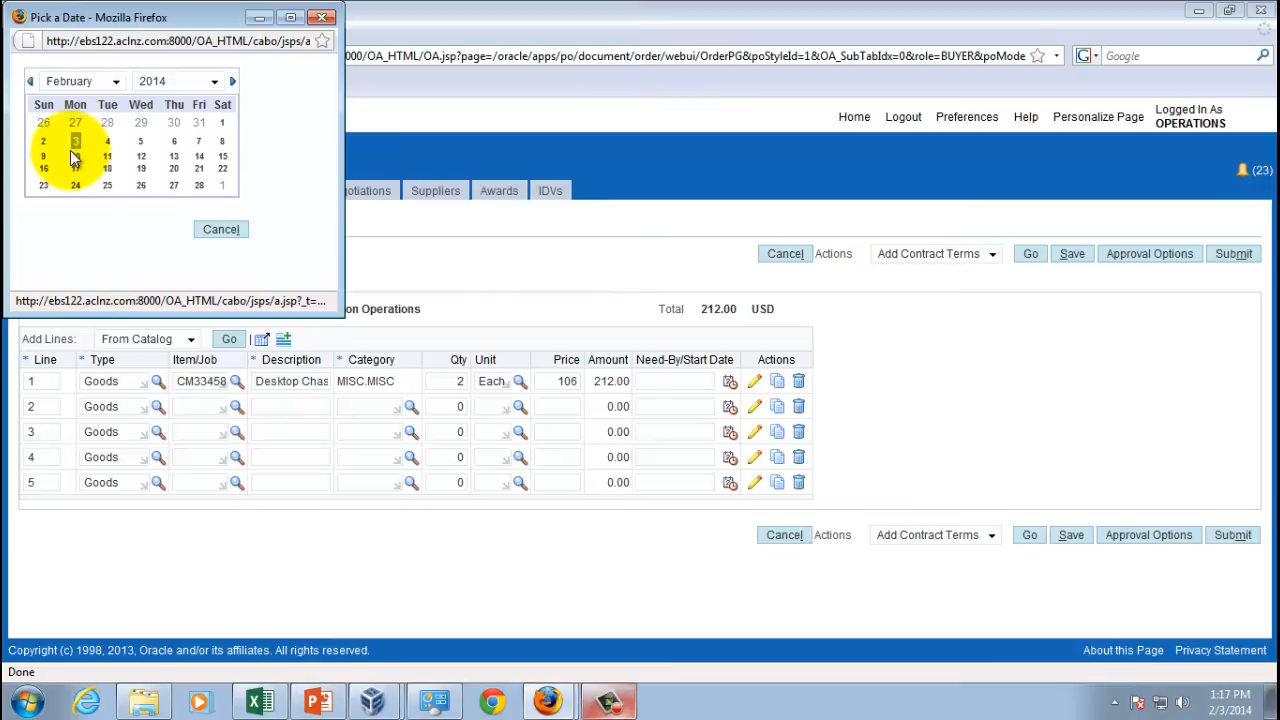 Pick a Date - Mozilla Firefox
http://ebs122.aclnz.com:8000/OA_HTML/cabo/jsps/a
February 2014
Sun Mon Tue Wed Thu Fri Sat
26 27 28 29 30 31 1
2 3 4 5 6 7 8
9 11 12 13 14 15
16 17 18 19 20 21 22
23 24 25 26 27 28 1
Cancel
http://ebs122.aclnz.com:8000/OA_HTML/cabo/jsps/a.jsp?_t=...
000/OA_HTML/OA.jsp?page=/oracle/apps/po/document/order/webui/OrderPG&poStyleId=1&OA_SubTabIdx=0&role=BUYER&poMode
Google
Home Logout Preferences Help Personalize Page Logged In As
OPERATIONS
(23)
otiations Suppliers Awards IDVs
Cancel Actions Add Contract Terms Go Save Approval Options Submit
on Operations Total 212.00 USD
Add Lines: From Catalog Go
* Line * Type Item/Job * Description * Category Qty Unit Price Amount Need-By/Start Date Actions
1 Goods CM33458 Desktop Chas MISC.MISC 2 Each 106 212.00
2 Goods 0 0.00
3 Goods 0 0.00
4 Goods 0 0.00
5 Goods 0 0.00
Cancel Actions Add Contract Terms Go Save Approval Options Submit
Copyright (c) 1998, 2013, Oracle and/or its affiliates. All rights reserved. About this Page Privacy Statement
Done
1:17 PM
2/3/2014